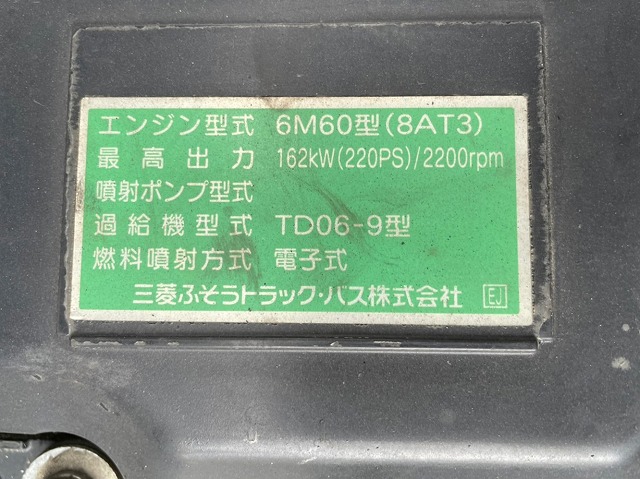 エンジン型式 6M60型(8AT3)
最高出力 162kW(220PS)/2200rpm
噴射ポンプ型式
過給機型式 TD06-9型
燃料噴射方式 電子式
三菱ふそうトラック・バス株式会社 EJ